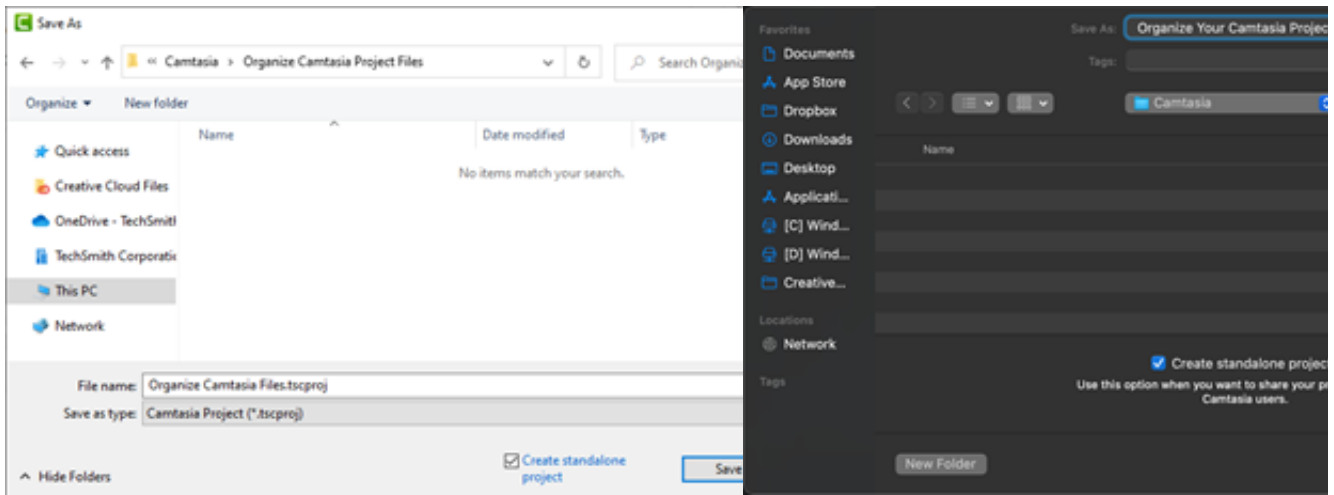 Save As
« Camtasia › Organize Camtasia Project Files
Search Organiz
Organize
New folder
Name
Date modified
Type
No items match your search.
Quick access
Creative Cloud Files
OneDrive - TechSmitl
TechSmith Corporatic
This PC
Network
File name: Organize Camtasia Files.tscproj
Save as type: Camtasia Project (*.tscproj)
Hide Folders
Create standalone
project
Save
Favorites
Documents
App Store
Dropbox
Downloads
Desktop
Applicati...
[C] Wind...
[D] Wind...
Creative...
Locations
Network
Tags
Save As: Organize Your Camtasia Projec
Tags:
Camtasia
Name
Create standalone project
Use this option when you want to share your pr
Camtasia users.
New Folder